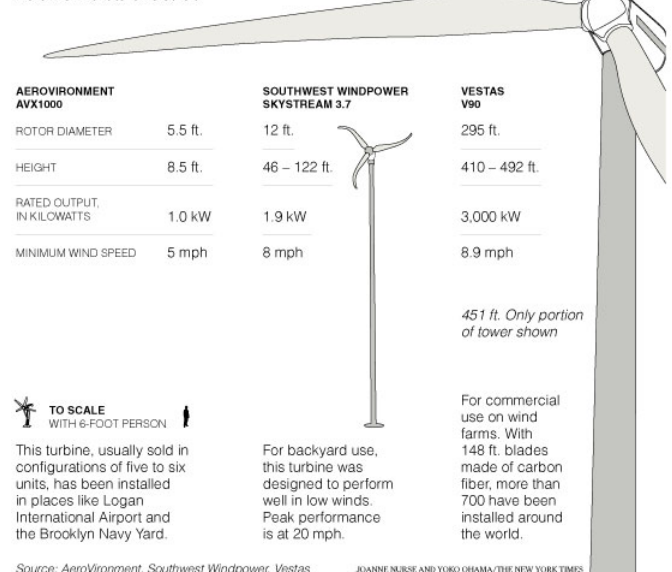 AEROVIRONMENT
AVX1000
SOUTHWEST WINDPOWER
SKYSTREAM 3.7
VESTAS
V90
ROTOR DIAMETER 5.5 ft. 12 ft. 295 ft.
HEIGHT 8.5 ft. 46 – 122 ft. 410 – 492 ft.
RATED OUTPUT,
IN KILOWATTS 1.0 kW 1.9 kW 3,000 kW
MINIMUM WIND SPEED 5 mph 8 mph 8.9 mph
451 ft. Only portion
of tower shown
TO SCALE
WITH 6-FOOT PERSON
This turbine, usually sold in
configurations of five to six
units, has been installed
in places like Logan
International Airport and
the Brooklyn Navy Yard.
For backyard use,
this turbine was
designed to perform
well in low winds.
Peak performance
is at 20 mph.
For commercial
use on wind
farms. With
148 ft. blades
made of carbon
fiber, more than
700 have been
installed around
the world.
Source: AeroVironment, Southwest Windpower, Vestas
JOANNE NURSE AND YOKO OHAMA/THE NEW YORK TIMES